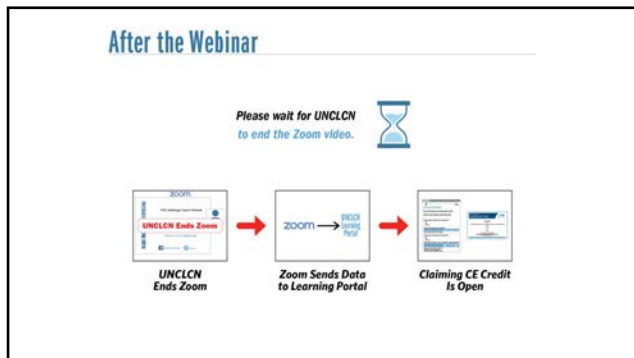 After the Webinar
Please wait for UNCLCN
to end the Zoom video.
zoom
UNCLCN Ends Zoom
zoom
UNCLCN
Learning
Portal
UNCLCN
Ends Zoom
Zoom Sends Data
to Learning Portal
Claiming CE Credit
Is Open